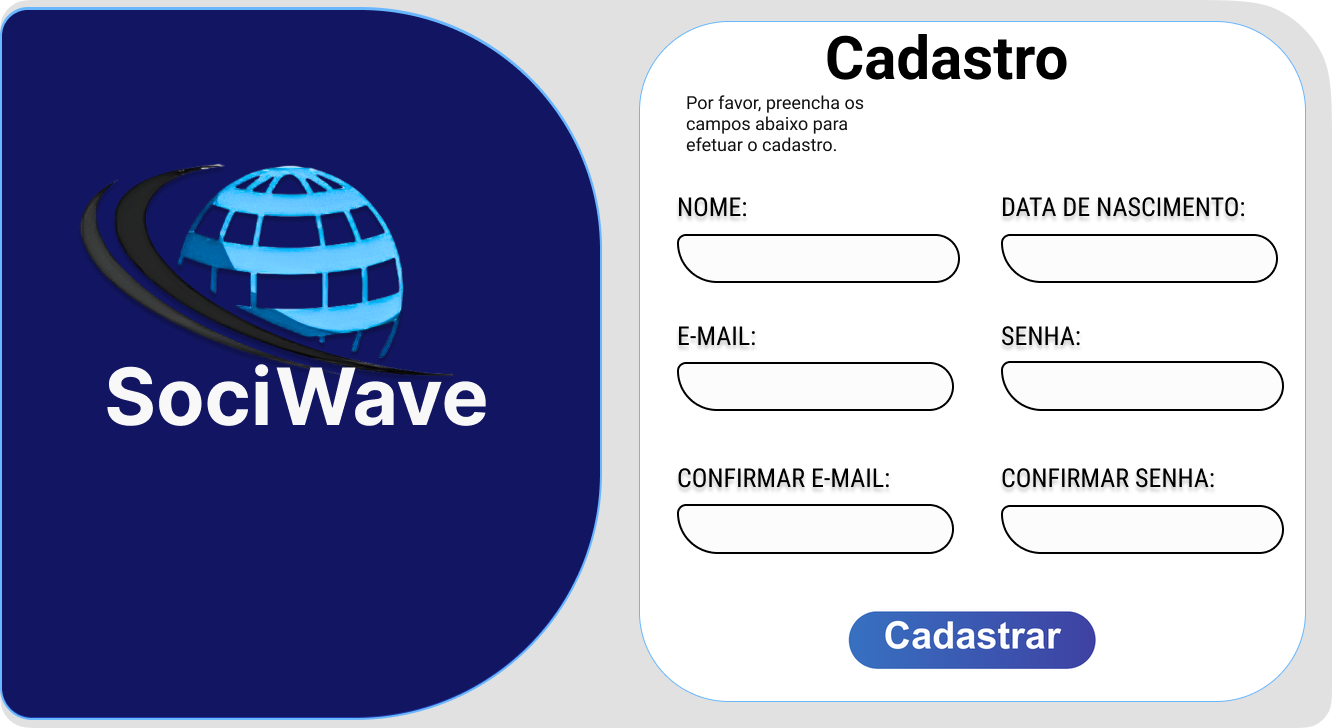 SociWave
Cadastro
Por favor, preencha os
campos abaixo para
efetuar o cadastro.
NOME:
DATA DE NASCIMENTO:
E-MAIL:
SENHA:
CONFIRMAR E-MAIL:
CONFIRMAR SENHA:
Cadastrar